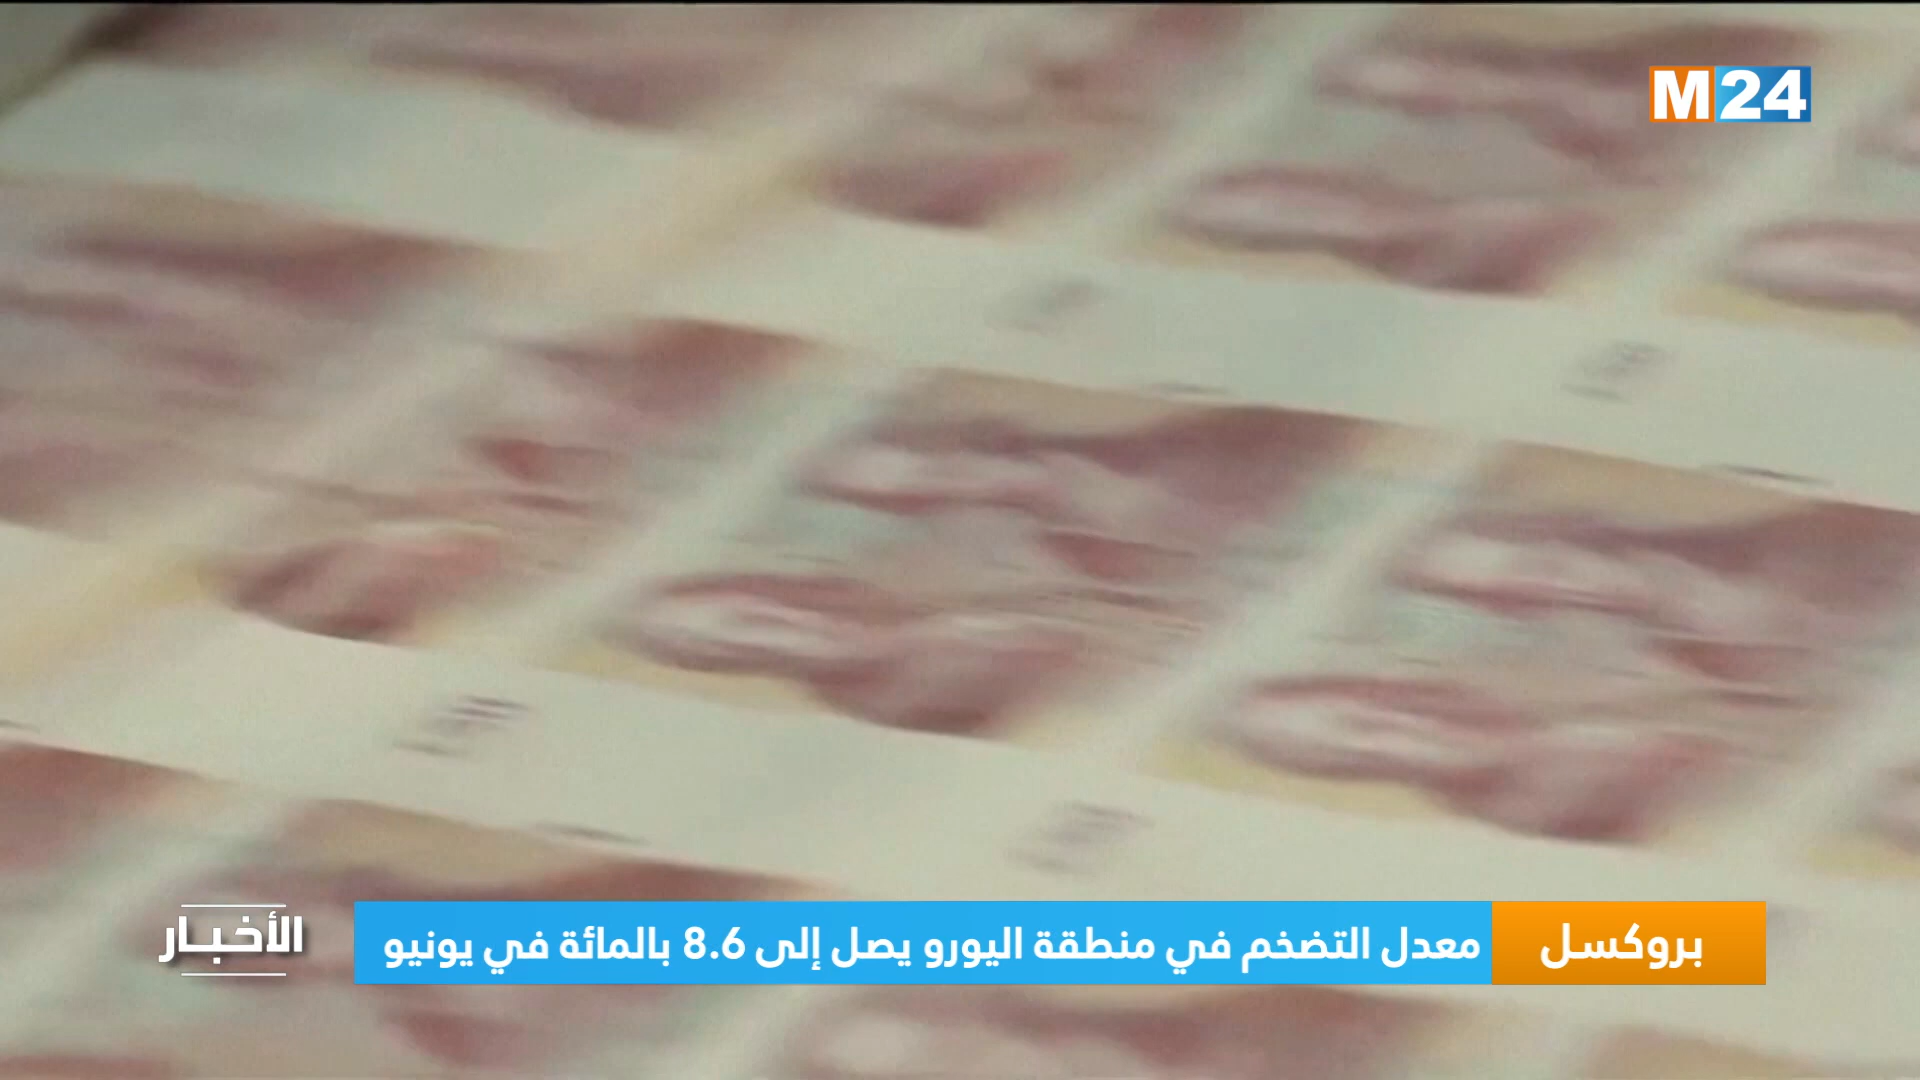 M24
بروكسل
معدل التضخم في منطقة اليورو يصل إلى 8.6 بالمائة في يونيو
الأخبار